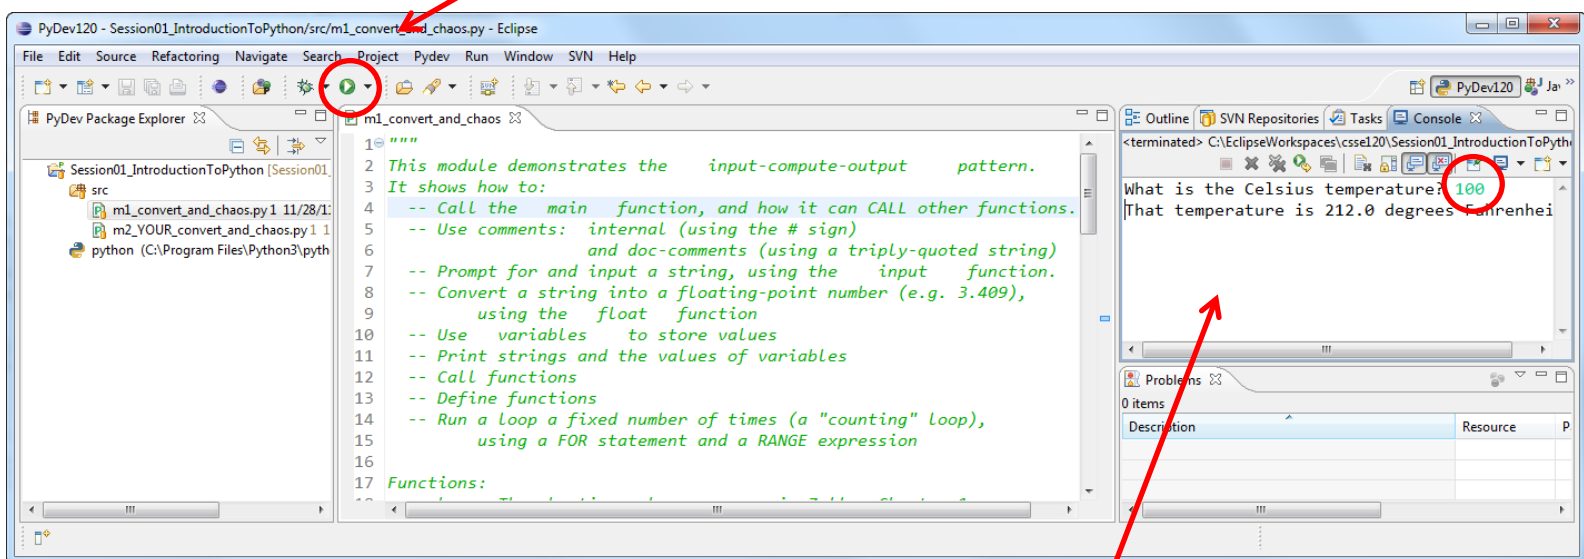 PyDev120 - Session01_IntroductionToPython/src/m1_convert_and_chaos.py - Eclipse
File Edit Source Refactoring Navigate Search Project Pydev Run Window SVN Help
PyDev120 Jav
PyDev Package Explorer
Session01_IntroductionToPython [Session01_
src
m1_convert_and_chaos.py 1 11/28/1
m2_YOUR_convert_and_chaos.py 1 1
python (C:\Program Files\Python3\pyth
m1_convert_and_chaos
1 """
2 This module demonstrates the input-compute-output pattern.
3 It shows how to:
4 -- Call the main function, and how it can CALL other functions.
5 -- Use comments: internal (using the # sign)
6 and doc-comments (using a triply-quoted string)
7 -- Prompt for and input a string, using the input function.
8 -- Convert a string into a floating-point number (e.g. 3.409),
9 using the float function
10 -- Use variables to store values
11 -- Print strings and the values of variables
12 -- Call functions
13 -- Define functions
14 -- Run a loop a fixed number of times (a "counting" loop),
15 using a FOR statement and a RANGE expression
16
17 Functions:
Outline SVN Repositories Tasks Console
<terminated> C:\EclipseWorkspaces\csse120\Session01_IntroductionToPytho
What is the Celsius temperature? 100
That temperature is 212.0 degrees Fahrenhei
Problems
0 items
Description Resource P